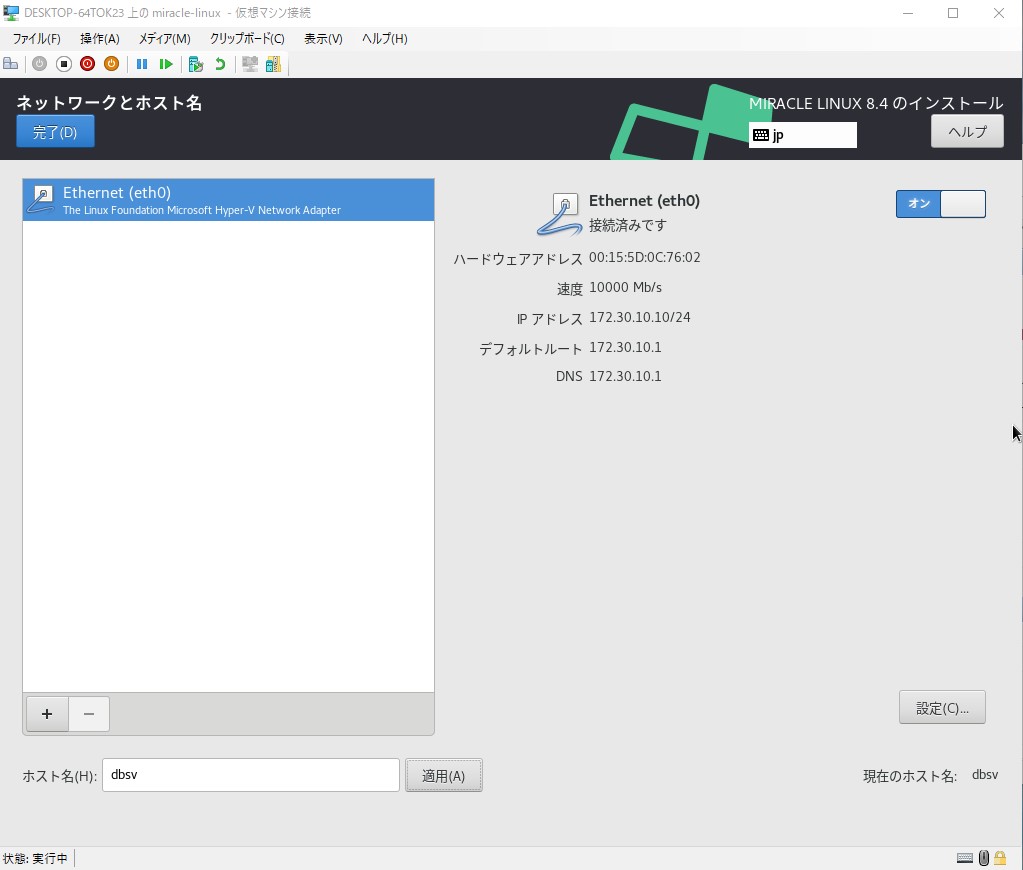 DESKTOP-64TOK23 上の miracle-linux - 仮想マシン接続
ファイル(F) 操作(A) メディア(M) クリップボード(C) 表示(V) ヘルプ(H)
ネットワークとホスト名
MIRACLE LINUX 8.4 のインストール
完了(D)
jp
ヘルプ
Ethernet (eth0)
The Linux Foundation Microsoft Hyper-V Network Adapter
Ethernet (eth0)
接続済みです
オン
ハードウェアアドレス 00:15:5D:0C:76:02
速度 10000 Mb/s
IP アドレス 172.30.10.10/24
デフォルトルート 172.30.10.1
DNS 172.30.10.1
+ −
設定(C)...
ホスト名(H): dbsv 適用(A) 現在のホスト名: dbsv
状態: 実行中